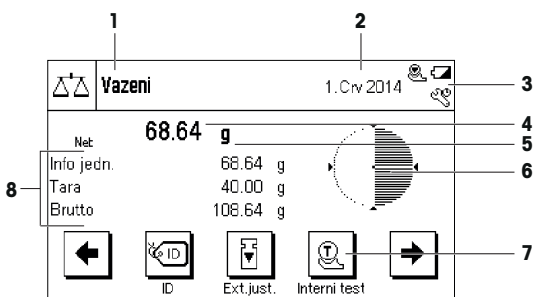 1
2
Vazeni
1.Crv 2014
3
4
68.64 g
5
Net
Info jedn. 68.64 g
6
Tara 40.00 g
8
Brutto 108.64 g
ID
T
7
ID
Ext.just.
Interni test